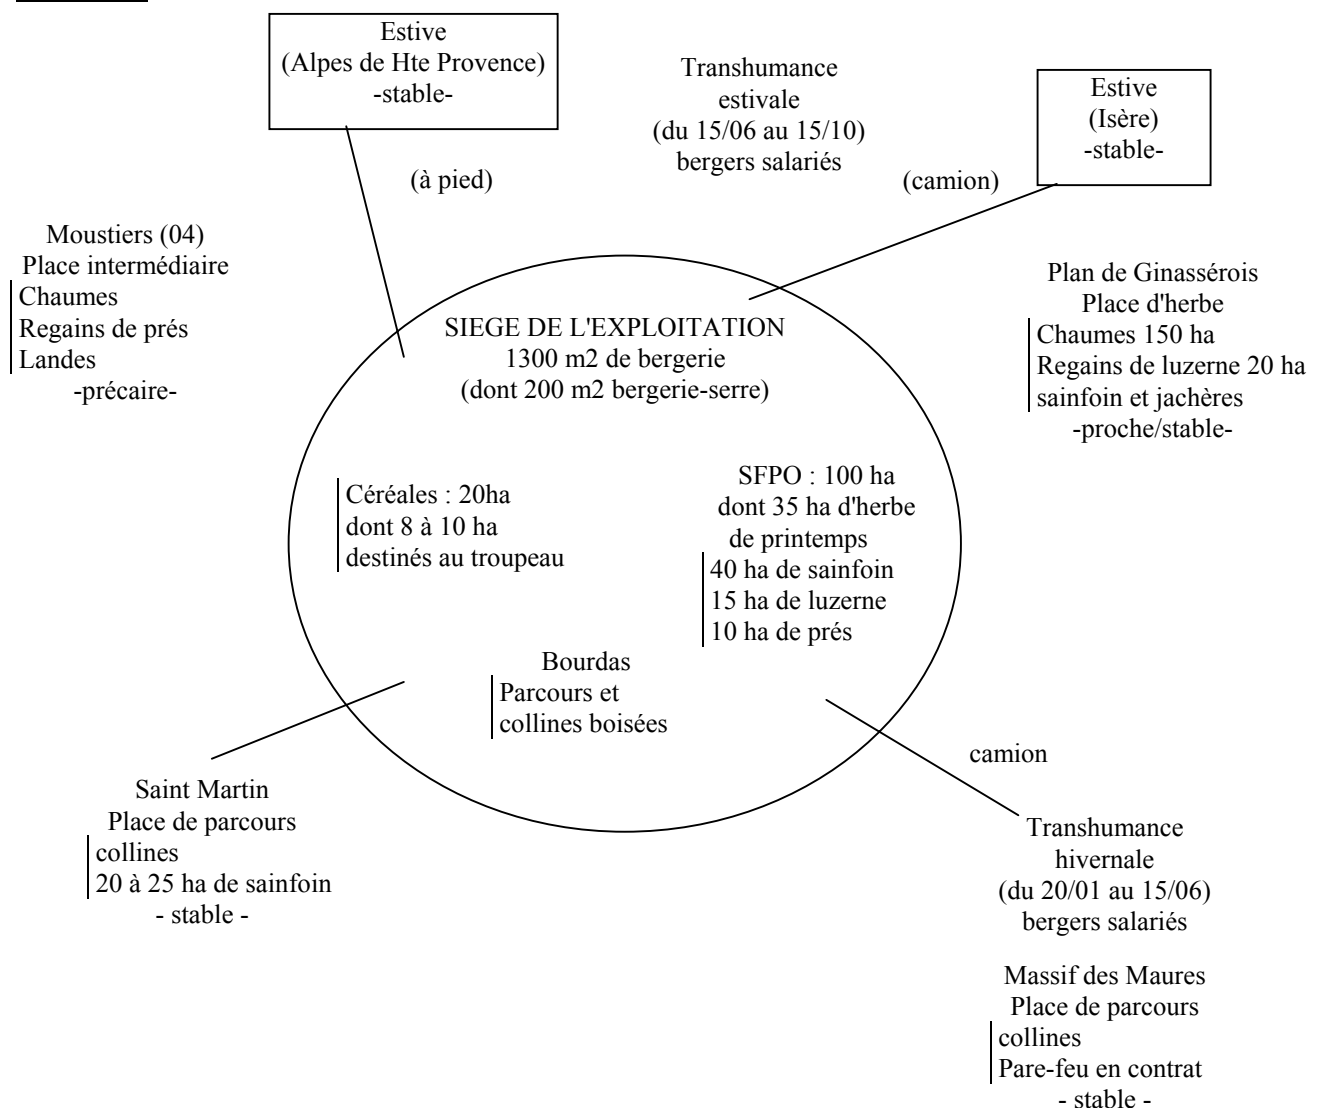 Estive
(Alpes de Hte Provence)
-stable-
Transhumance
estivale
(du 15/06 au 15/10)
bergers salariés
Estive
(Isère)
-stable-
(à pied)
(camion)
Moustiers (04)
Place intermédiaire
Chaumes
Regains de prés
Landes
-précaire-
Plan de Ginassérois
Place d'herbe
Chaumes 150 ha
Regains de luzerne 20 ha
sainfoin et jachères
-proche/stable-
SIEGE DE L'EXPLOITATION
1300 m2 de bergerie
(dont 200 m2 bergerie-serre)
Céréales : 20ha
dont 8 à 10 ha
destinés au troupeau
SFPO : 100 ha
dont 35 ha d'herbe
de printemps
40 ha de sainfoin
15 ha de luzerne
10 ha de prés
Bourdas
Parcours et
collines boisées
Saint Martin
Place de parcours
collines
20 à 25 ha de sainfoin
- stable -
camion
Transhumance
hivernale
(du 20/01 au 15/06)
bergers salariés
Massif des Maures
Place de parcours
collines
Pare-feu en contrat
- stable -